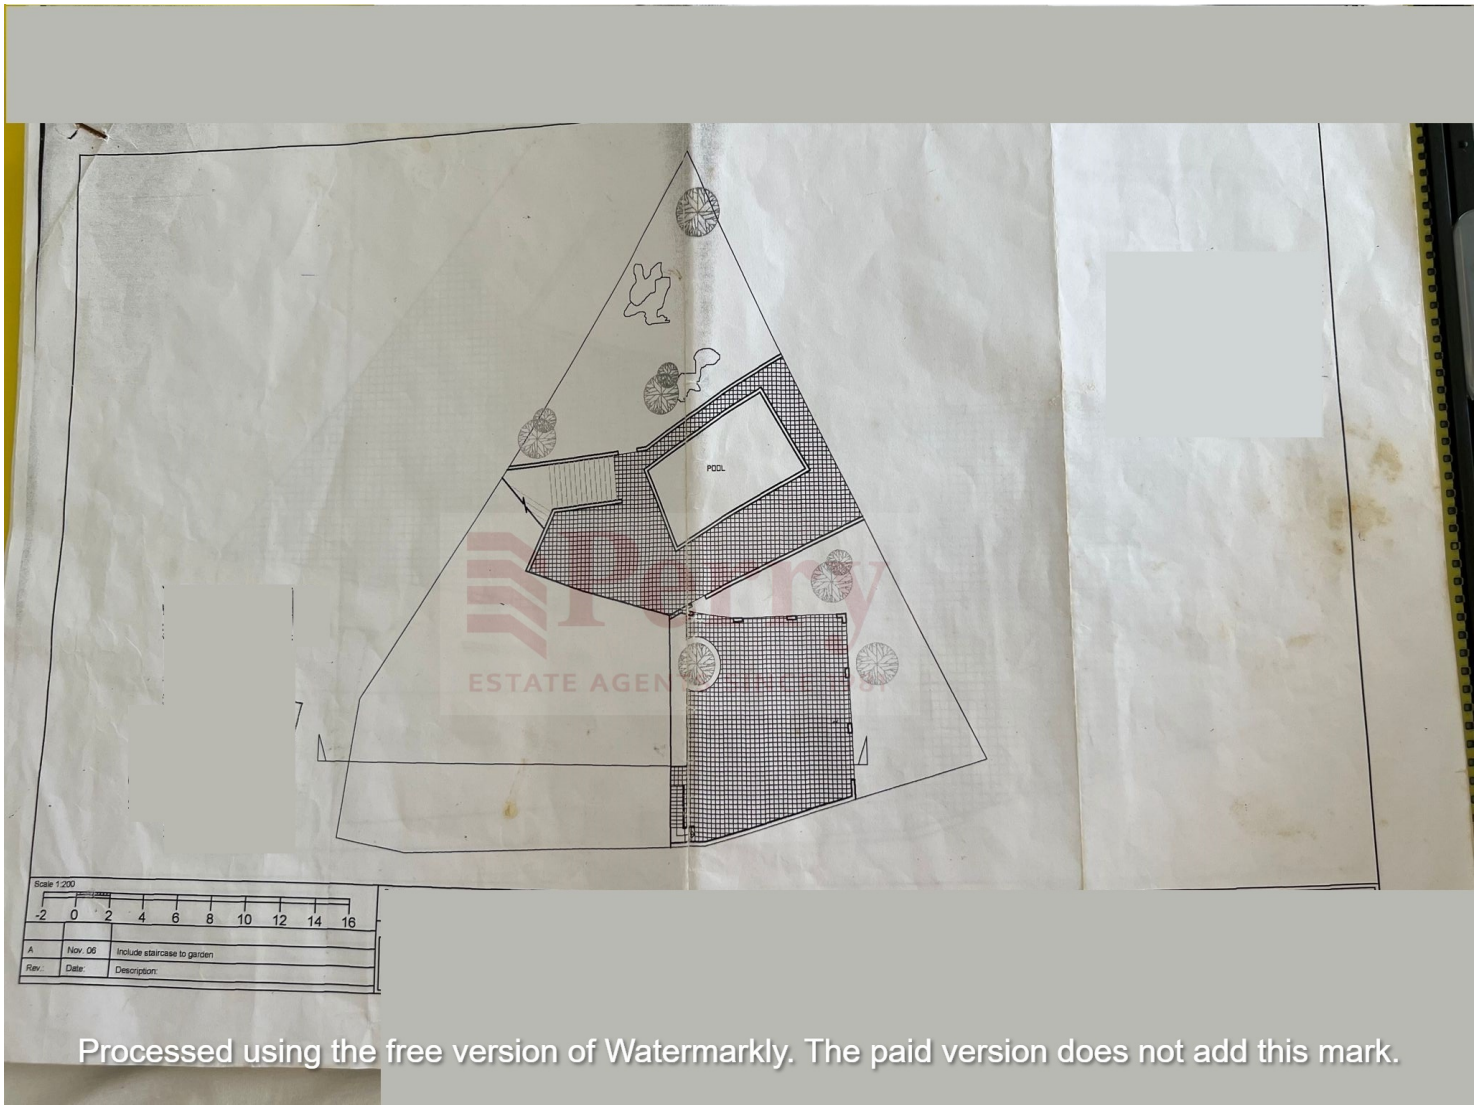 POOL
Perry
ESTATE AGENTS SINCE 1981
Scale 1:200
-2 0 2 4 6 8 10 12 14 16
A Nov. 06 Include staircase to garden
Rev.: Date: Description:
Processed using the free version of Watermarkly. The paid version does not add this mark.